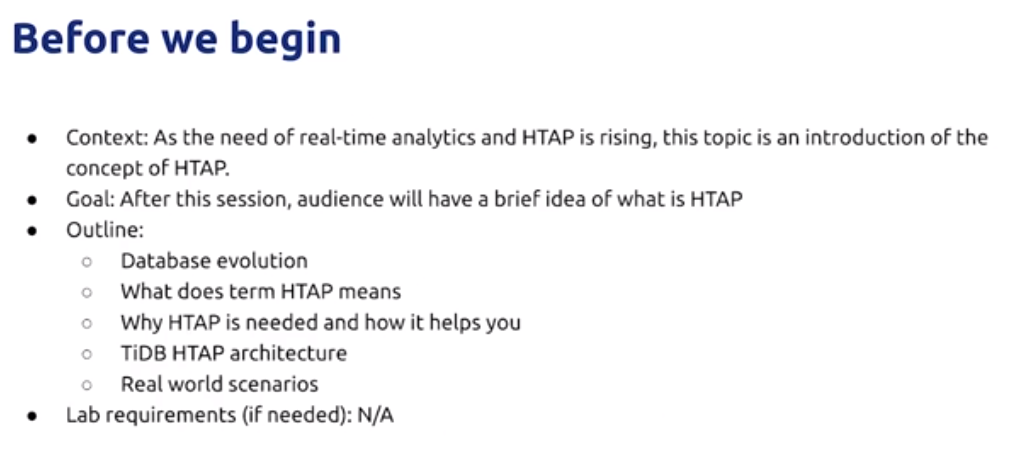 Before we begin
● Context: As the need of real-time analytics and HTAP is rising, this topic is an introduction of the
concept of HTAP.
● Goal: After this session, audience will have a brief idea of what is HTAP
● Outline:
○ Database evolution
○ What does term HTAP means
○ Why HTAP is needed and how it helps you
○ TiDB HTAP architecture
○ Real world scenarios
● Lab requirements (if needed): N/A